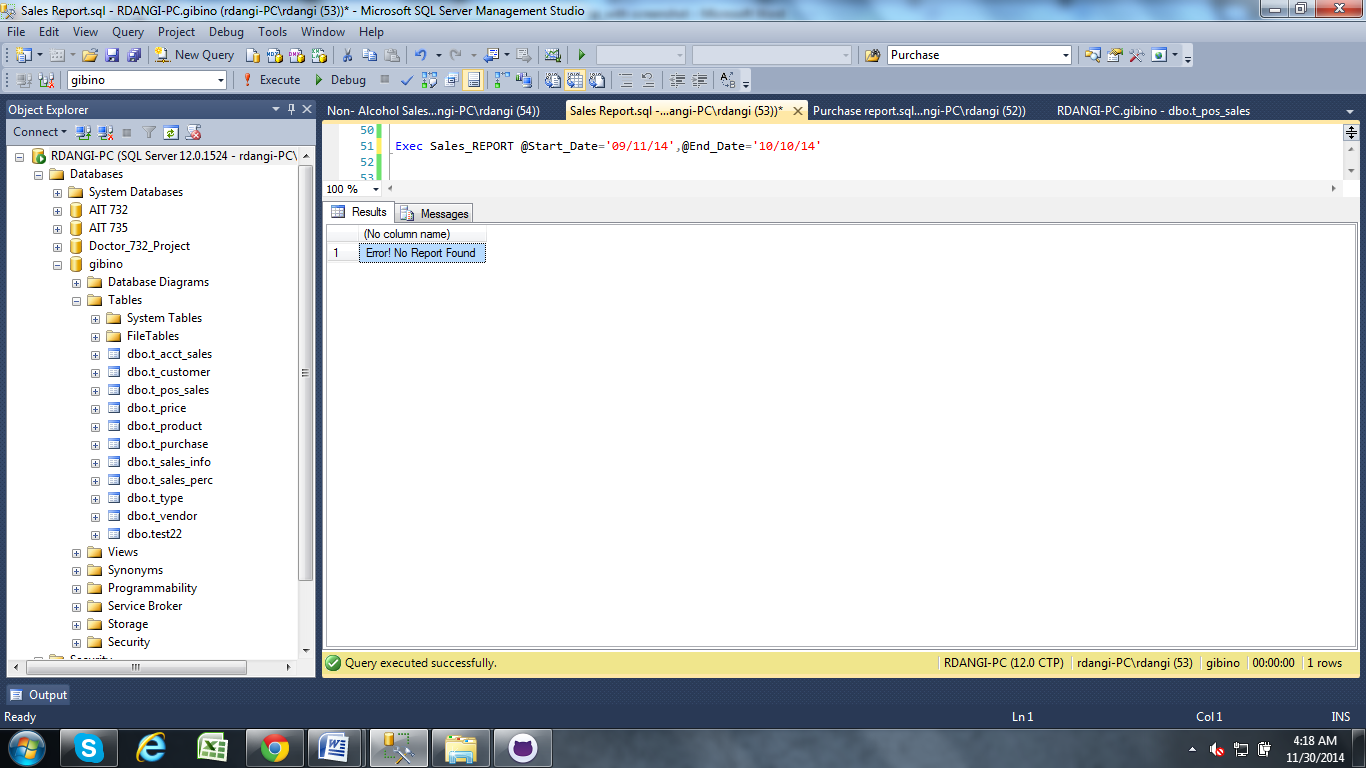 Sales Report.sql - RDANGI-PC.gibino (rdangi-PC\rdangi (53))* - Microsoft SQL Server Management Studio
File Edit View Query Project Debug Tools Window Help
New Query Purchase
gibino Execute Debug
Object Explorer
Connect
RDANGI-PC (SQL Server 12.0.1524 - rdangi-PC\
Databases
System Databases
AIT 732
AIT 735
Doctor_732_Project
gibino
Database Diagrams
Tables
System Tables
FileTables
dbo.t_acct_sales
dbo.t_customer
dbo.t_pos_sales
dbo.t_price
dbo.t_product
dbo.t_purchase
dbo.t_sales_info
dbo.t_sales_perc
dbo.t_type
dbo.t_vendor
dbo.test22
Views
Synonyms
Programmability
Service Broker
Storage
Security
Security
Non- Alcohol Sales...ngi-PC\rdangi (54)) Sales Report.sql -...angi-PC\rdangi (53))* Purchase report.sql...ngi-PC\rdangi (52)) RDANGI-PC.gibino - dbo.t_pos_sales
50
51 Exec Sales_REPORT @Start_Date='09/11/14',@End_Date='10/10/14'
52
53
100 %
Results Messages
(No column name)
1 Error! No Report Found
Query executed successfully. RDANGI-PC (12.0 CTP) rdangi-PC\rdangi (53) gibino 00:00:00 1 rows
Output
Ready Ln 1 Col 1 INS
4:18 AM
11/30/2014